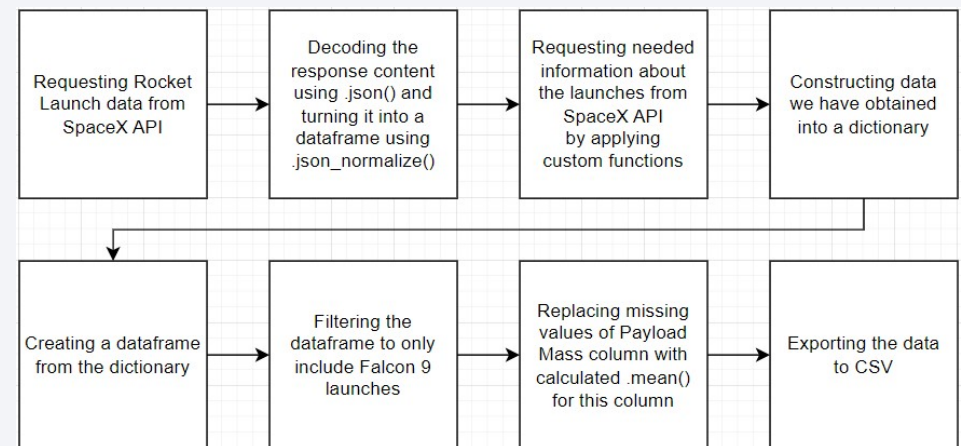 Requesting Rocket
Launch data from
SpaceX API
Decoding the
response content
using .json() and
turning it into a
dataframe using
.json_normalize()
Requesting needed
information about
the launches from
SpaceX API
by applying
custom functions
Constructing data
we have obtained
into a dictionary
Creating a dataframe
from the dictionary
Filtering the
dataframe to only
include Falcon 9
launches
Replacing missing
values of Payload
Mass column with
calculated .mean()
for this column
Exporting the data
to CSV